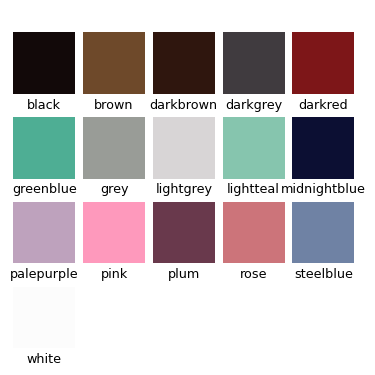 black brown darkbrown darkgrey darkred
greenblue grey lightgrey lightteal midnightblue
palepurple pink plum rose steelblue
white